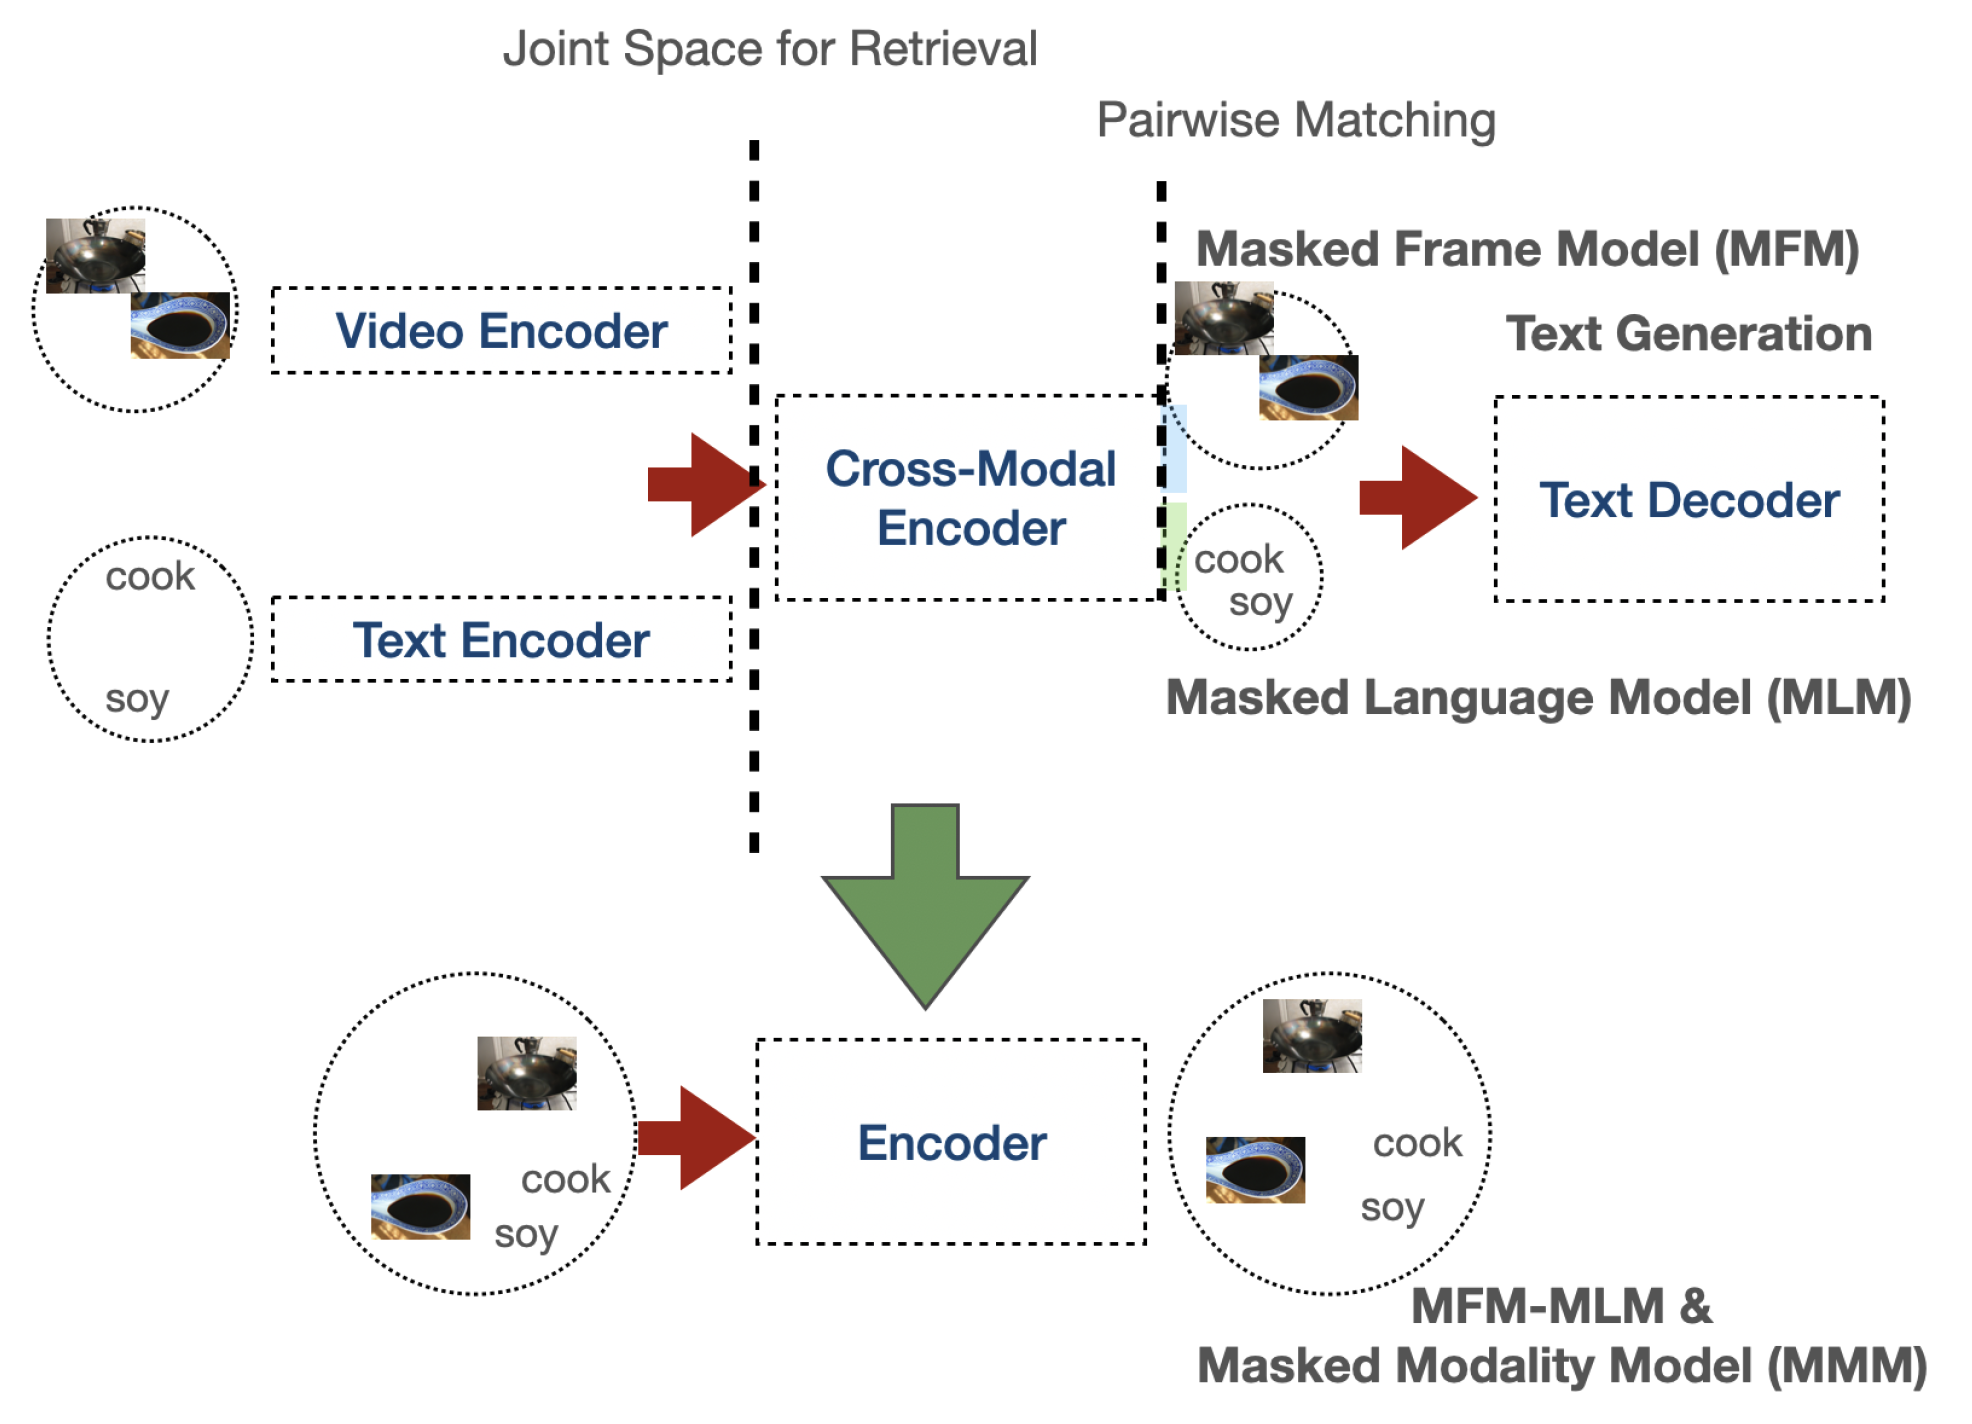 Joint Space for Retrieval
Pairwise Matching
Masked Frame Model (MFM)
Video Encoder
Text Generation
Cross-Modal
Encoder
Text Decoder
cook
soy
cook
soy
Text Encoder
Masked Language Model (MLM)
cook
soy
Encoder
cook
soy
MFM-MLM &
Masked Modality Model (MMM)